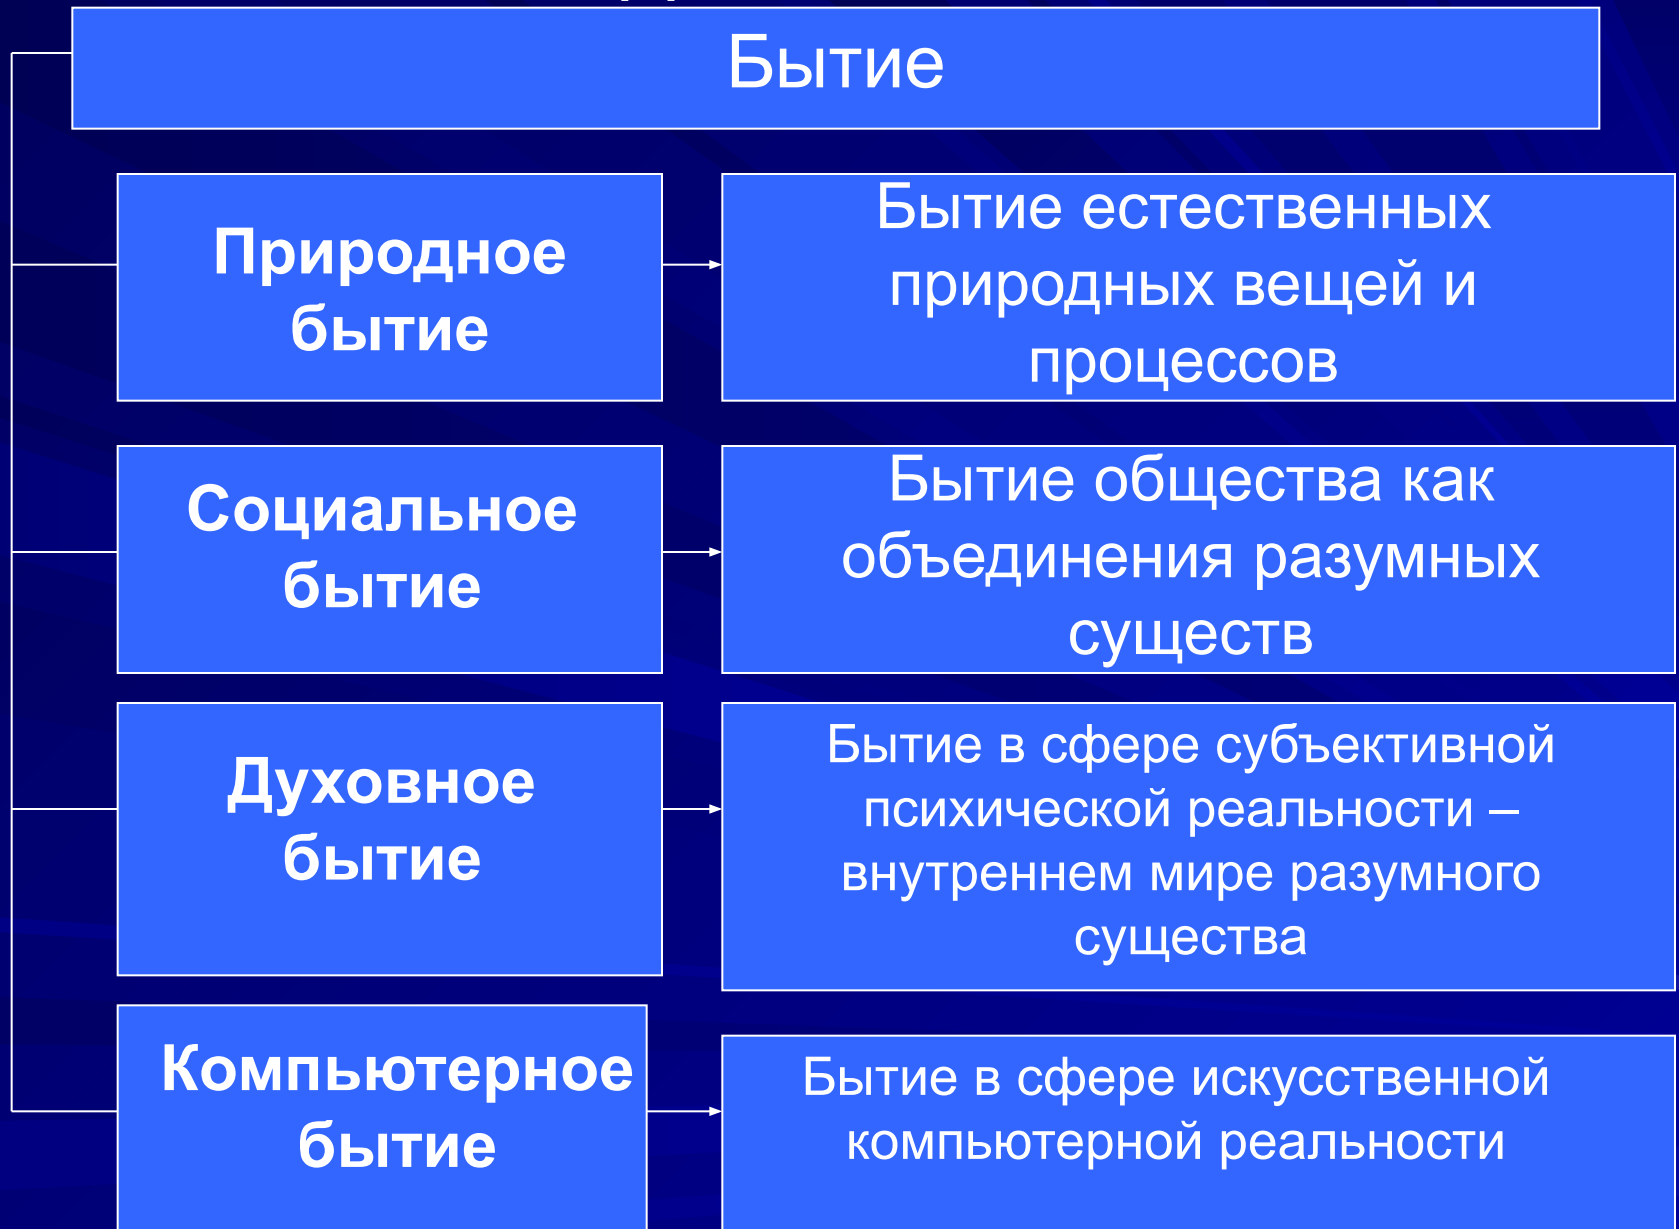 Бытие
Природное
бытие
Бытие естественных
природных вещей и
процессов
Социальное
бытие
Бытие общества как
объединения разумных
существ
Духовное
бытие
Бытие в сфере субъективной
психической реальности –
внутреннем мире разумного
существа
Компьютерное
бытие
Бытие в сфере искусственной
компьютерной реальности